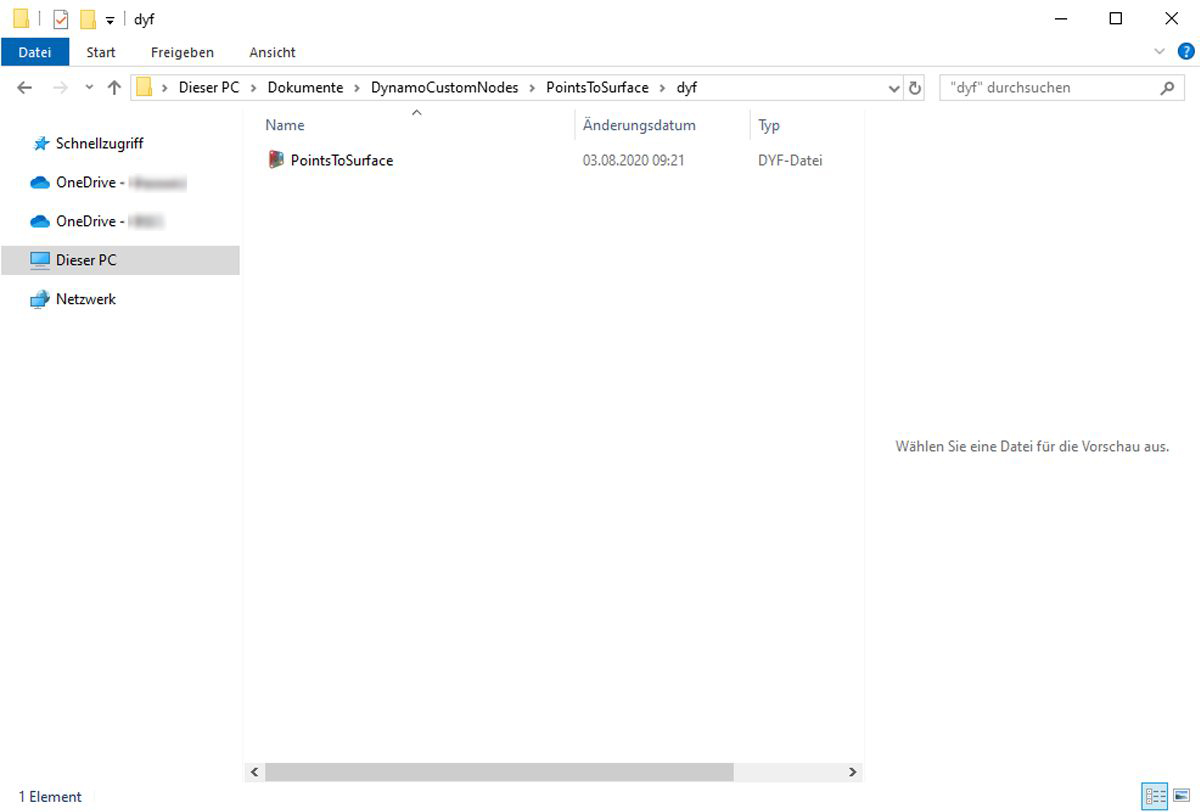 dyf
Datei Start Freigeben Ansicht
Dieser PC Dokumente DynamoCustomNodes PointsToSurface dyf
"dyf" durchsuchen
Schnellzugriff
OneDrive -
OneDrive -
Dieser PC
Netzwerk
Name Änderungsdatum Typ
PointsToSurface 03.08.2020 09:21 DYF-Datei
Wählen Sie eine Datei für die Vorschau aus.
1 Element